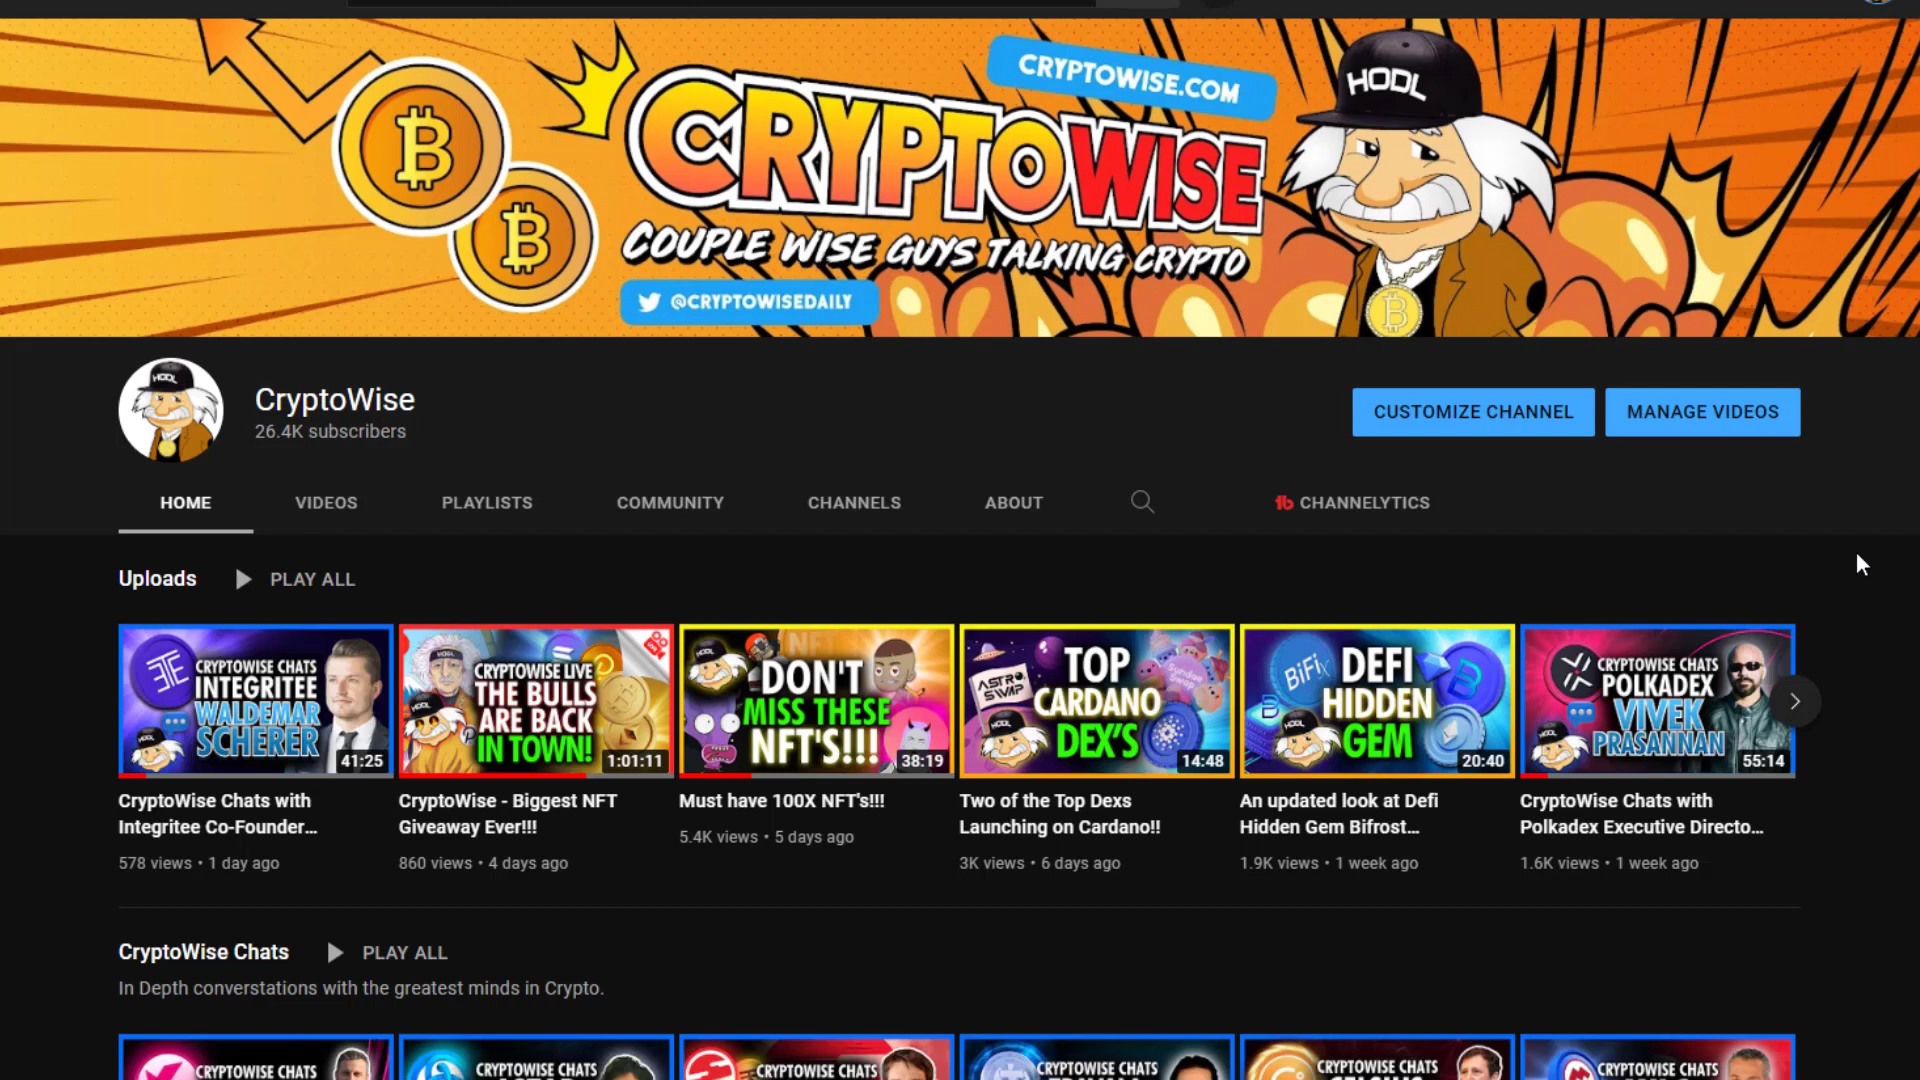 CRYPTOWISE.COM
HODL
CRYPTOWISE
COUPLE WISE GUYS TALKING CRYPTO
@CRYPTOWISEDAILY
CryptoWise
26.4K subscribers
CUSTOMIZE CHANNEL
MANAGE VIDEOS
HOME
VIDEOS
PLAYLISTS
COMMUNITY
CHANNELS
ABOUT
CHANNELYTICS
Uploads
PLAY ALL
CRYPTOWISE CHATS
INTEGRITEE
WALDEMAR
SCHERER
41:25
CryptoWise Chats with
Integritee Co-Founder...
578 views • 1 day ago
CRYPTOWISE LIVE
THE BULLS
ARE BACK
IN TOWN!
1:01:11
CryptoWise - Biggest NFT
Giveaway Ever!!!
860 views • 4 days ago
DON'T
MISS THESE
NFT'S!!!
38:19
Must have 100X NFT's!!!
5.4K views • 5 days ago
ASTRO
SWAP
TOP
CARDANO
DEX'S
Sundae
Swap
14:48
Two of the Top Dexs
Launching on Cardano!!
3K views • 6 days ago
BiFi
DEFI
HIDDEN
GEM
20:40
An updated look at Defi
Hidden Gem Bifrost...
1.9K views • 1 week ago
CRYPTOWISE CHATS
POLKADEX
VIVEK
PRASANNAN
55:14
CryptoWise Chats with
Polkadex Executive Directo...
1.6K views • 1 week ago
CryptoWise Chats
PLAY ALL
In Depth converstations with the greatest minds in Crypto.
CRYPTOWISE CHATS
CRYPTOWISE CHATS
CRYPTOWISE CHATS
CRYPTOWISE CHATS
CRYPTOWISE CHATS
CRYPTOWISE CHATS